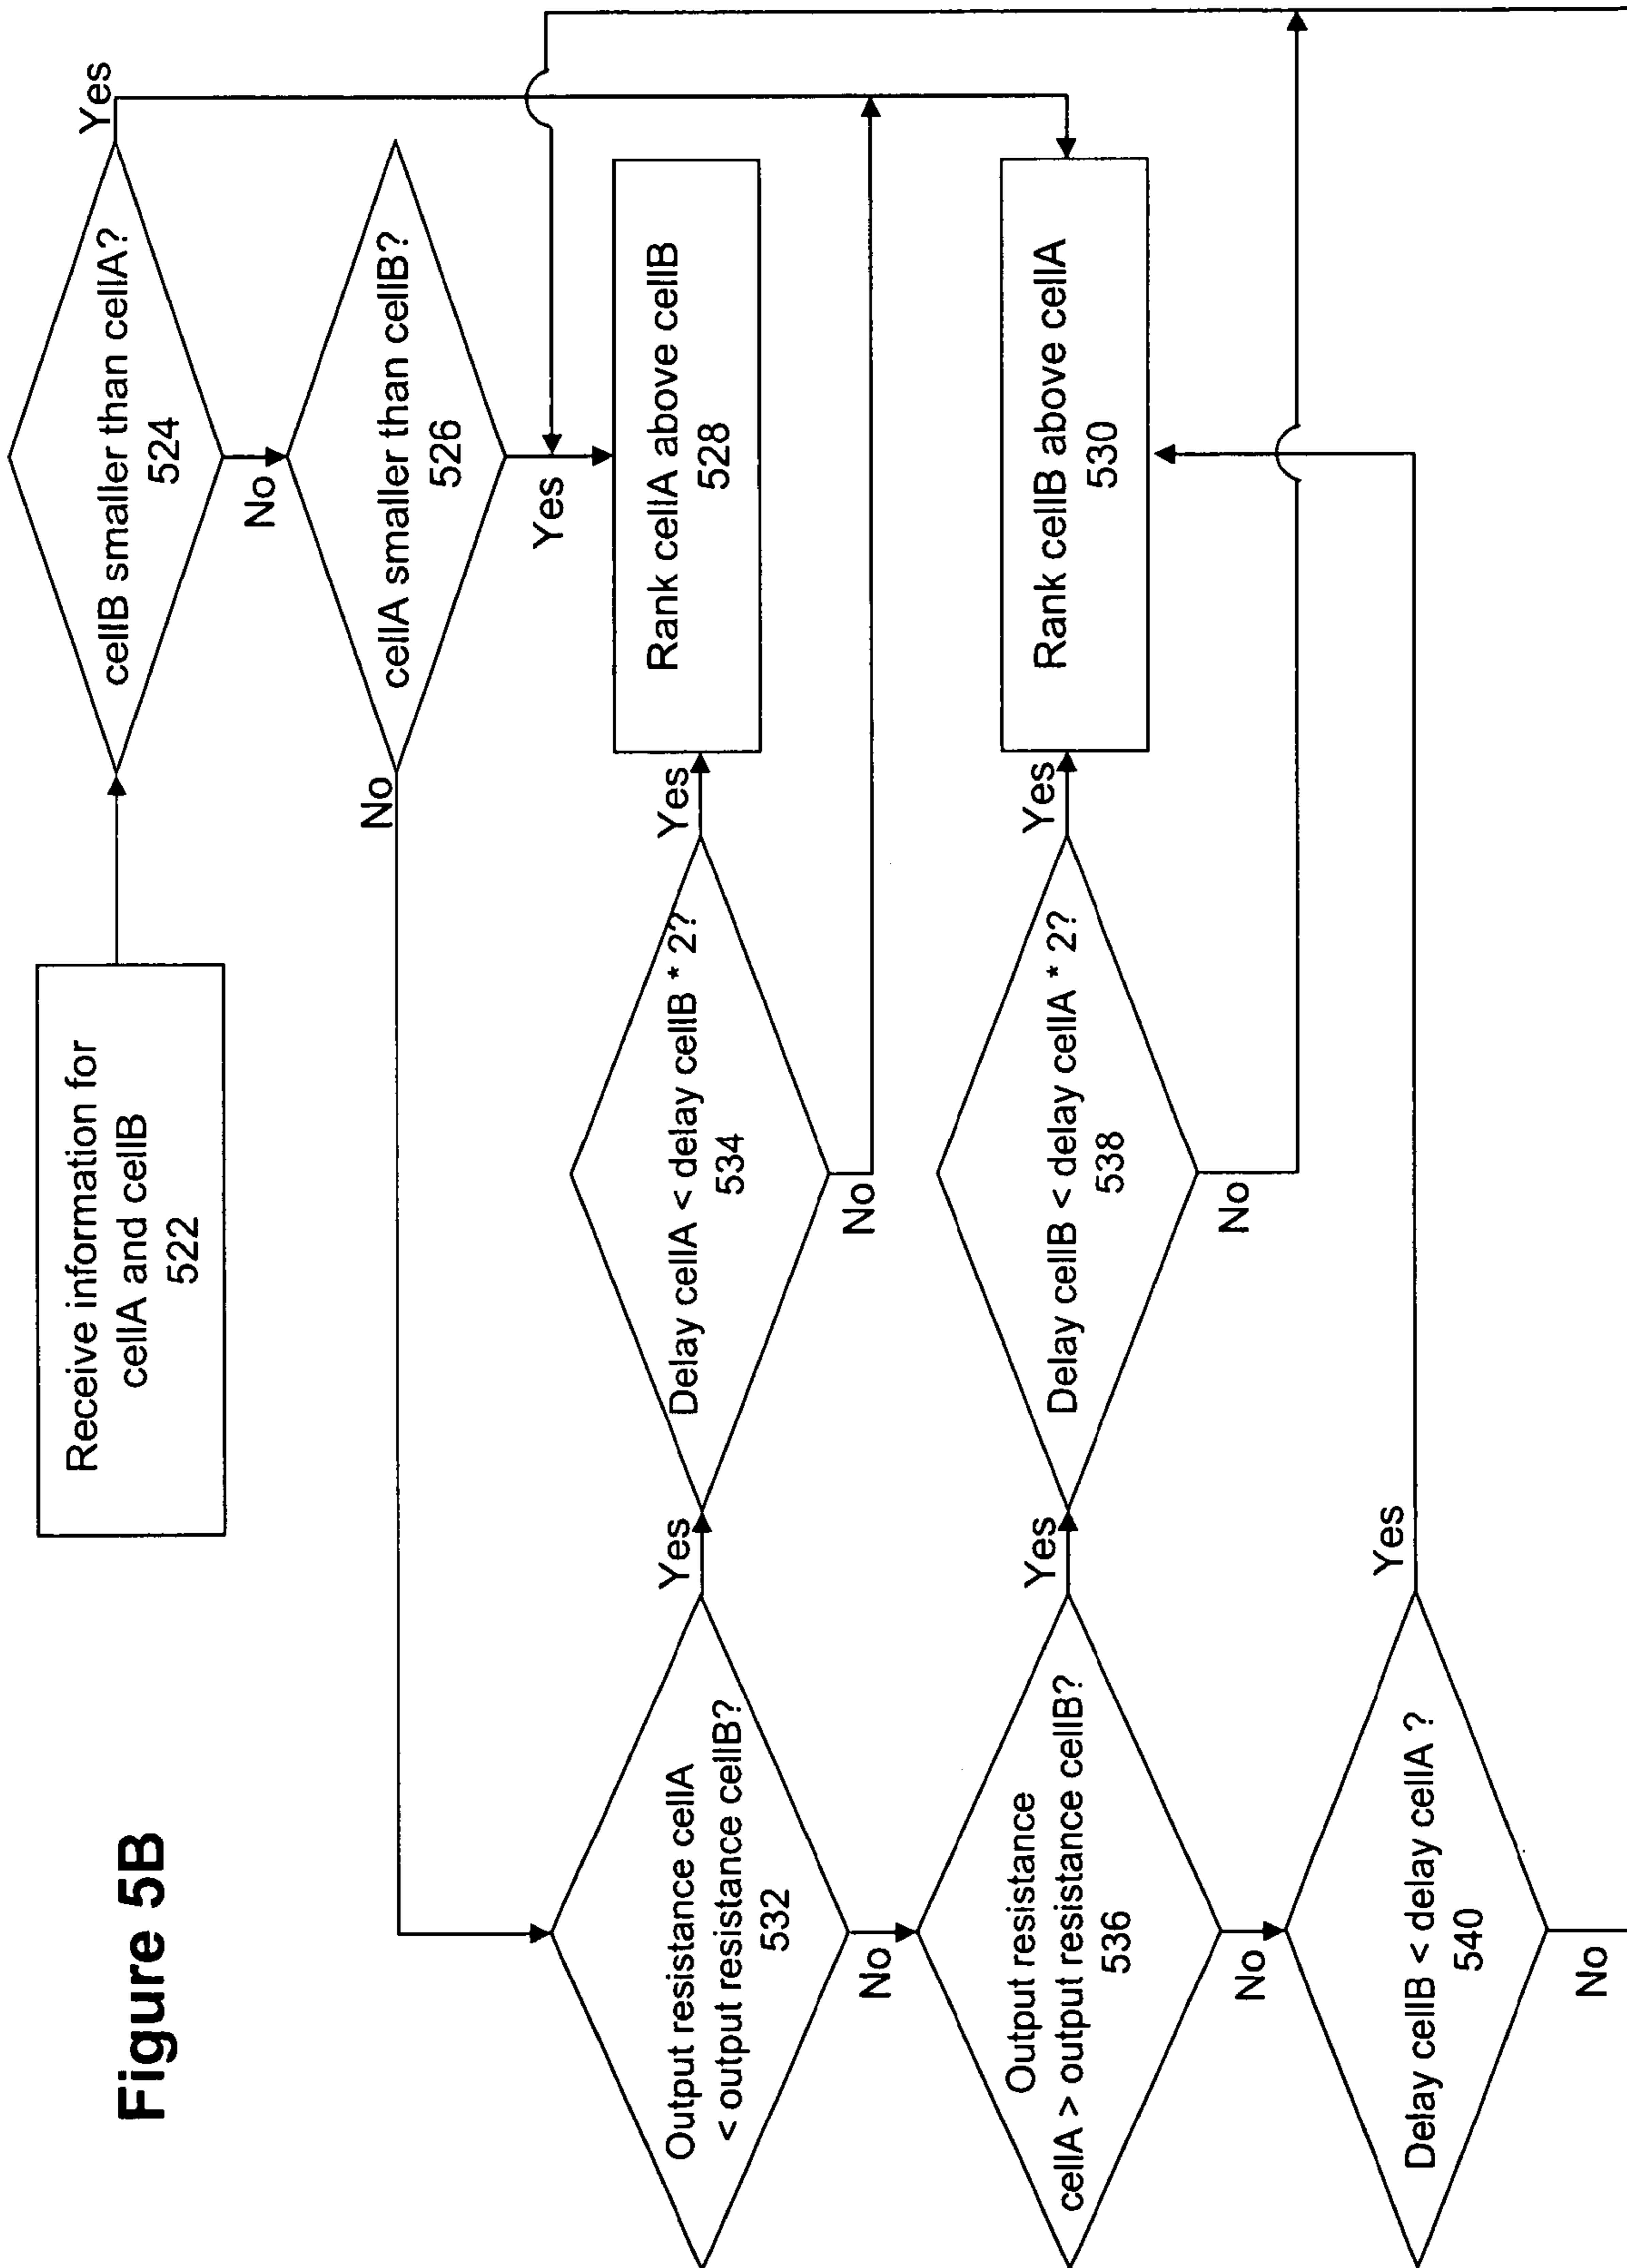 Figure 5B
Receive information for
cellA and cellB
522
cellB smaller than cellA?
524
Yes
No
cellA smaller than cellB?
526
No
Yes
Output resistance cellA
< output resistance cellB?
532
Yes
No
Delay cellA < delay cellB * 2?
534
Yes
No
Rank cellA above cellB
528
Output resistance
cellA > output resistance cellB?
536
Yes
No
Delay cellB < delay cellA * 2?
538
Yes
No
Rank cellB above cellA
530
Delay cellB < delay cellA ?
540
Yes
No